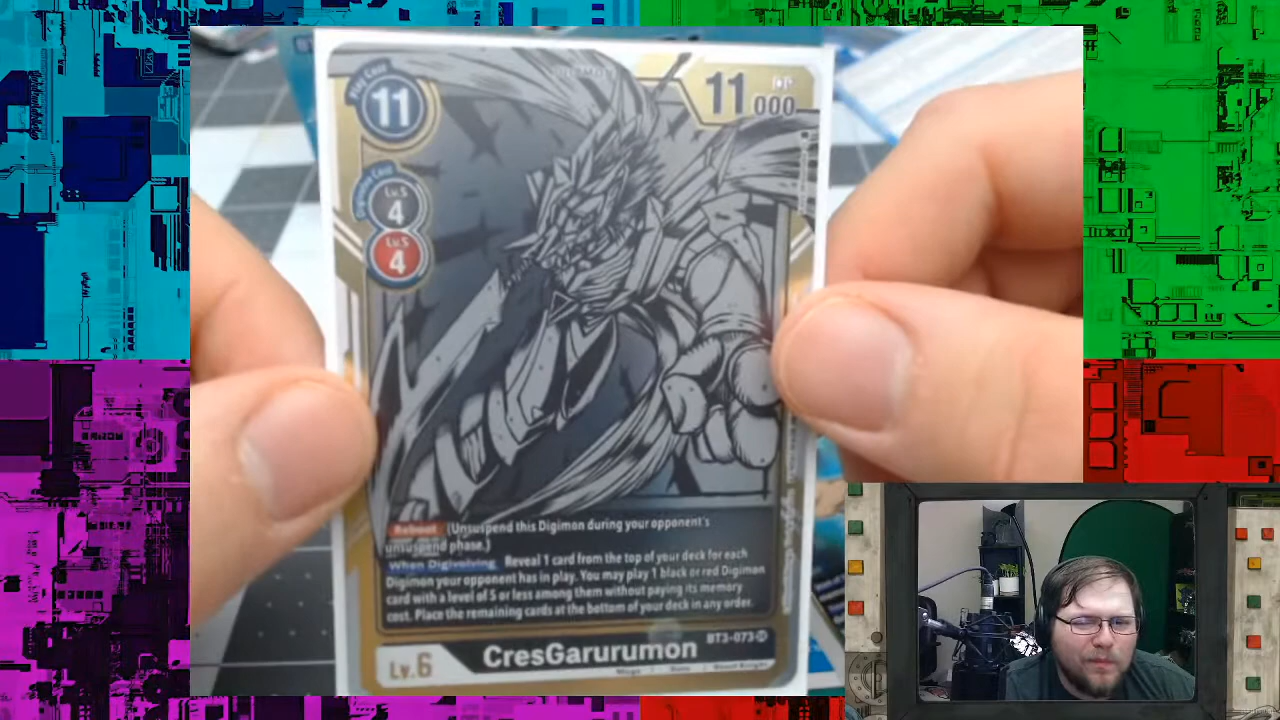 Play Cost
11
11000
DP
Lv.5
4
Lv.5
4
Reboot (Unsuspend this Digimon during your opponent's
unsuspend phase.)
When Digivolving Reveal 1 card from the top of your deck for each
Digimon your opponent has in play. You may play 1 black or red Digimon
card with a level of 5 or less among them without paying its memory
cost. Place the remaining cards at the bottom of your deck in any order.
BT3-073
Lv.6
CresGarurumon
Mega